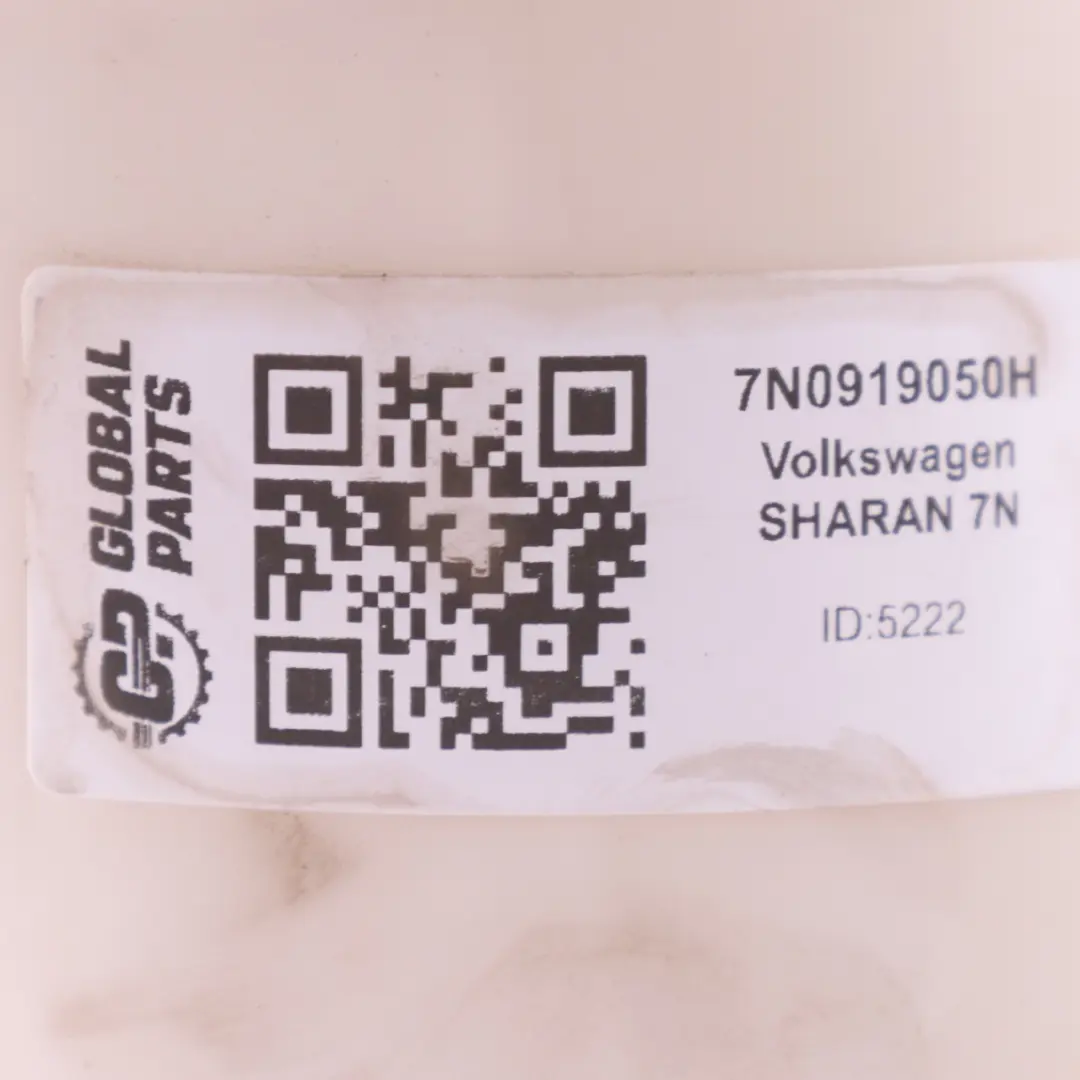 GLOBAL
PARTS
7N0919050H
Volkswagen
SHARAN 7N
ID:5222